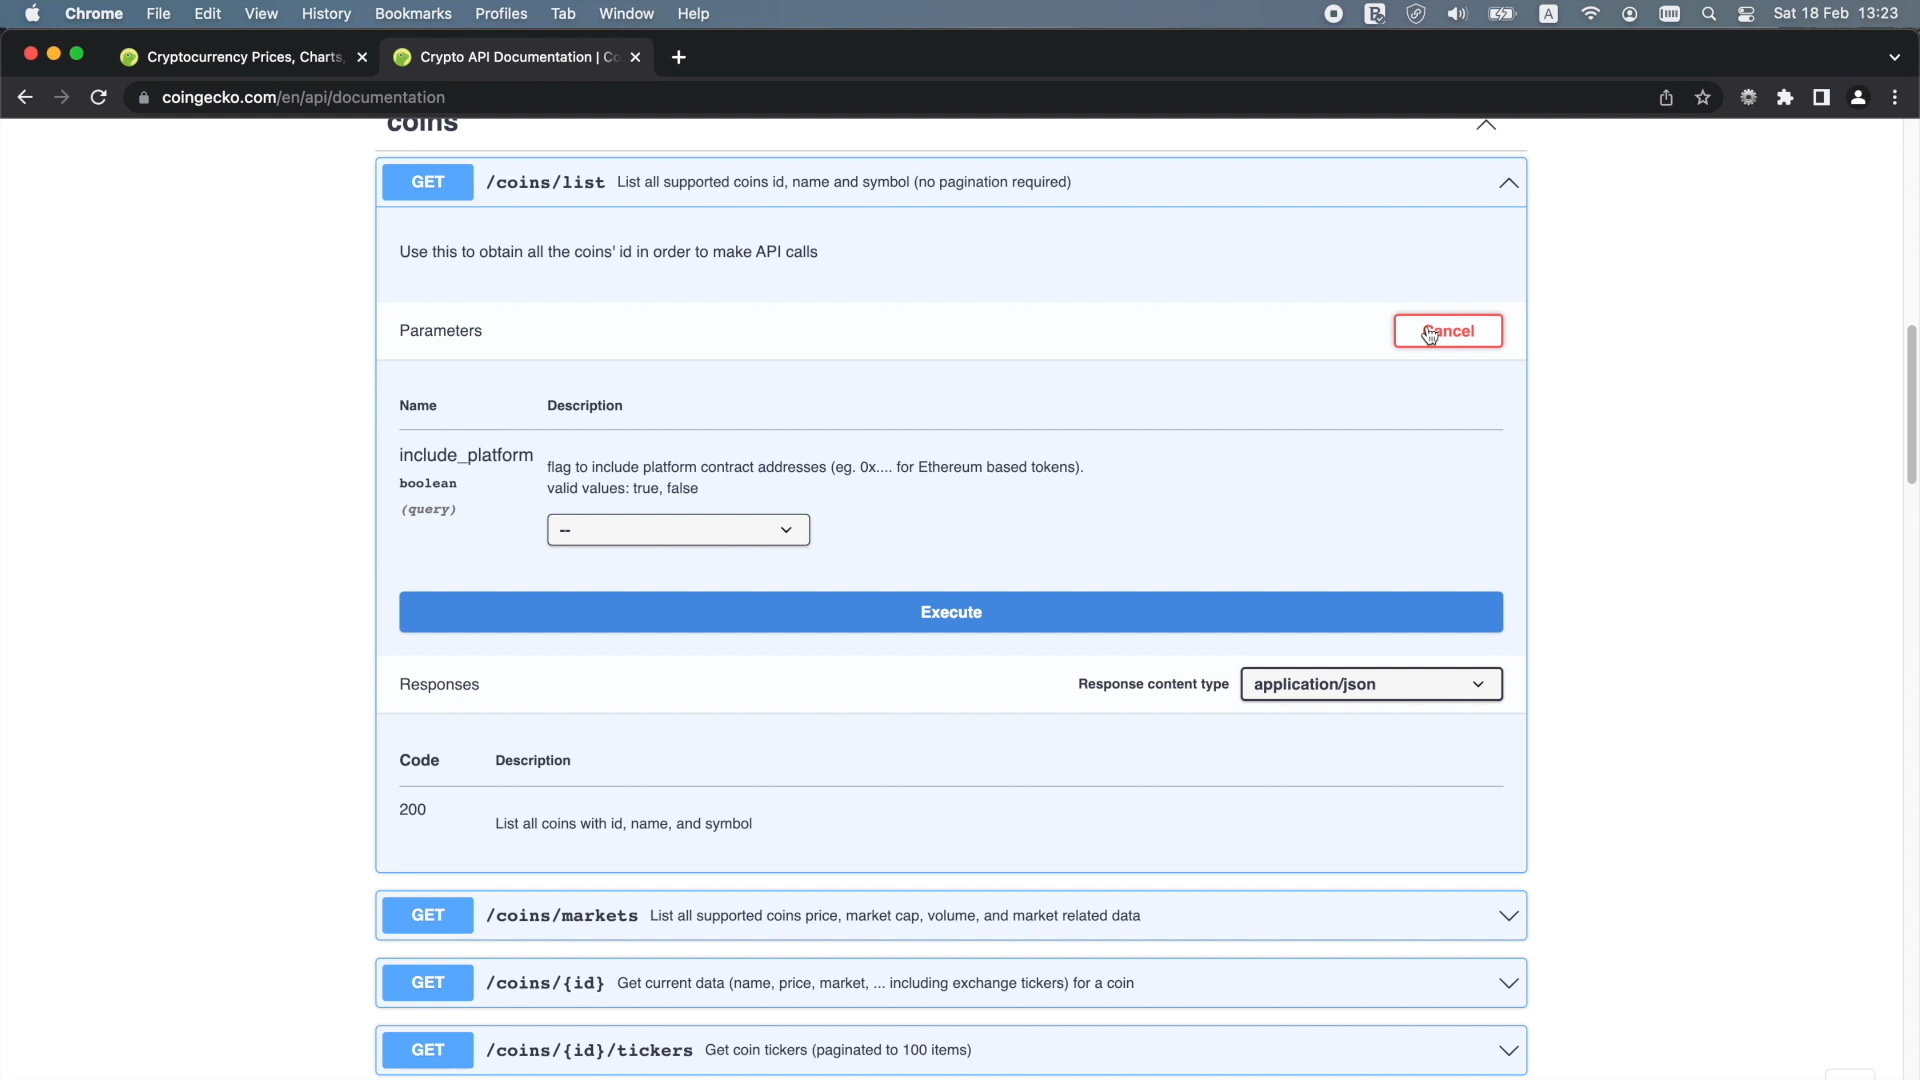 Chrome File Edit View History Bookmarks Profiles Tab Window Help A Sat 18 Feb 13:23
Cryptocurrency Prices, Charts, Crypto API Documentation | Co
coingecko.com/en/api/documentation
coins
GET /coins/list List all supported coins id, name and symbol (no pagination required)
Use this to obtain all the coins' id in order to make API calls
Parameters Cancel
Name Description
include_platform
flag to include platform contract addresses (eg. 0x.... for Ethereum based tokens).
boolean
valid values: true, false
(query)
--
Execute
Responses Response content type application/json
Code Description
200
List all coins with id, name, and symbol
GET /coins/markets List all supported coins price, market cap, volume, and market related data
GET /coins/{id} Get current data (name, price, market, ... including exchange tickers) for a coin
GET /coins/{id}/tickers Get coin tickers (paginated to 100 items)